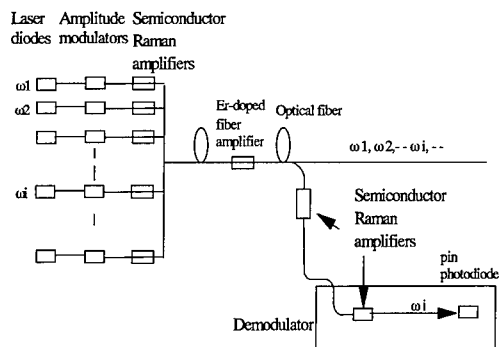 Laser diodes
Amplitude modulators
Semiconductor Raman amplifiers
ω1
ω2
ωi
Er-doped fiber amplifier
Optical fiber
ω1, ω2,-- ωi, --
Semiconductor Raman amplifiers
pin photodiode
ωi
Demodulator